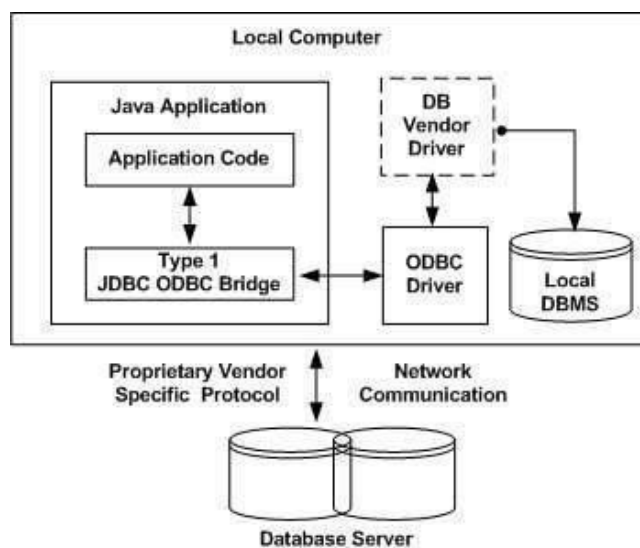 Local Computer
Java Application
Application Code
Type 1
JDBC ODBC Bridge
DB
Vendor
Driver
ODBC
Driver
Local
DBMS
Proprietary Vendor
Specific Protocol
Network
Communication
Database Server